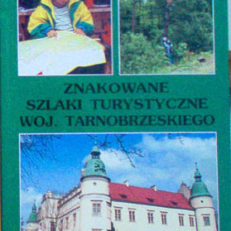 ZNAKOWANE
SZLAKI TURYSTYCZNE
WOJ. TARNOBRZESKIEGO